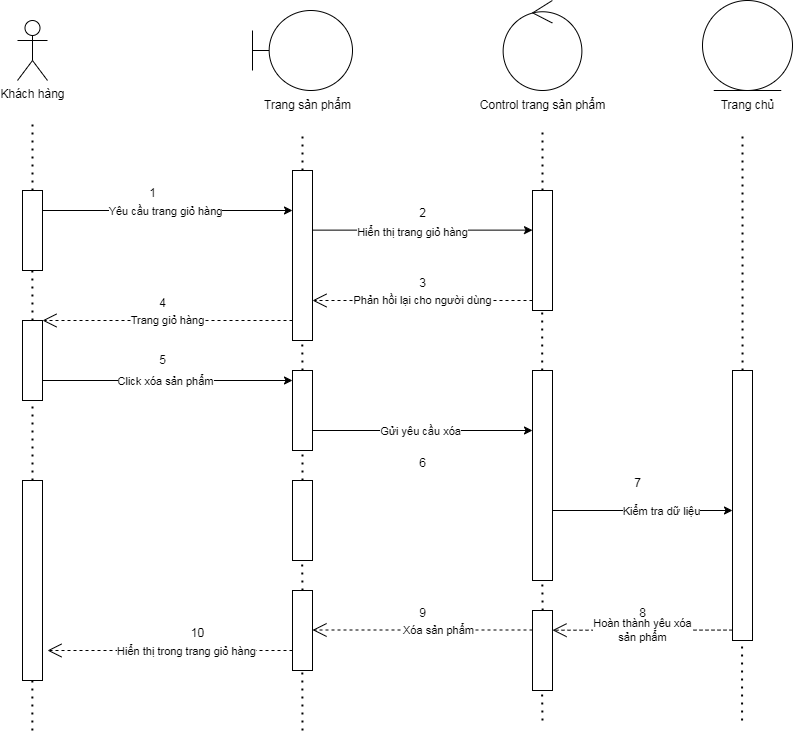 Khách hàng
Trang sản phẩm
Control trang sản phẩm
Trang chủ
1
Yêu cầu trang giỏ hàng
2
Hiển thị trang giỏ hàng
3
Phản hồi lại cho người dùng
4
Trang giỏ hàng
5
Click xóa sản phẩm
Gửi yêu cầu xóa
6
7
Kiểm tra dữ liệu
8
Hoàn thành yêu xóa
sản phẩm
9
Xóa sản phẩm
10
Hiển thị trong trang giỏ hàng